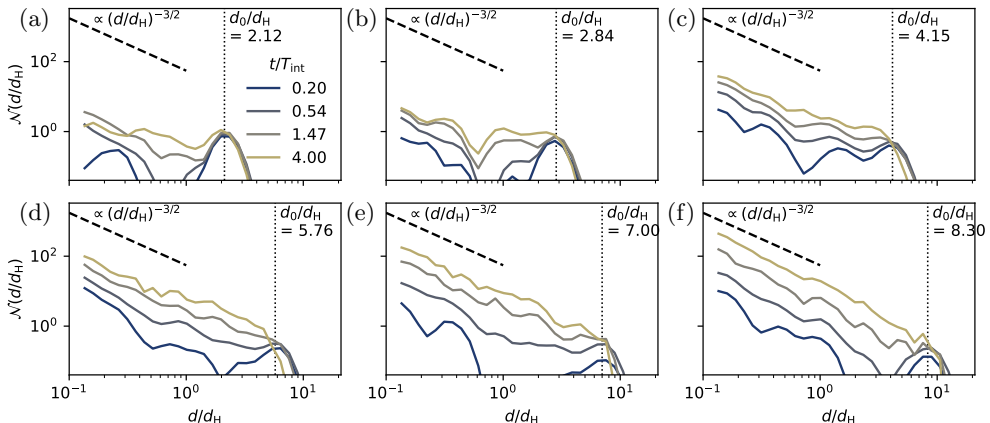 (a)
∝ (d/d_H)^{−3/2}
d_0/d_H
= 2.12
t/T_int
0.20
0.54
1.47
4.00
10^2
10^0
𝒩(d/d_H)
(b)
∝ (d/d_H)^{−3/2}
d_0/d_H
= 2.84
(c)
∝ (d/d_H)^{−3/2}
d_0/d_H
= 4.15
(d)
∝ (d/d_H)^{−3/2}
d_0/d_H
= 5.76
10^2
10^0
𝒩(d/d_H)
10^{−1} 10^0 10^1
d/d_H
(e)
∝ (d/d_H)^{−3/2}
d_0/d_H
= 7.00
10^{−1} 10^0 10^1
d/d_H
(f)
∝ (d/d_H)^{−3/2}
d_0/d_H
= 8.30
10^{−1} 10^0 10^1
d/d_H